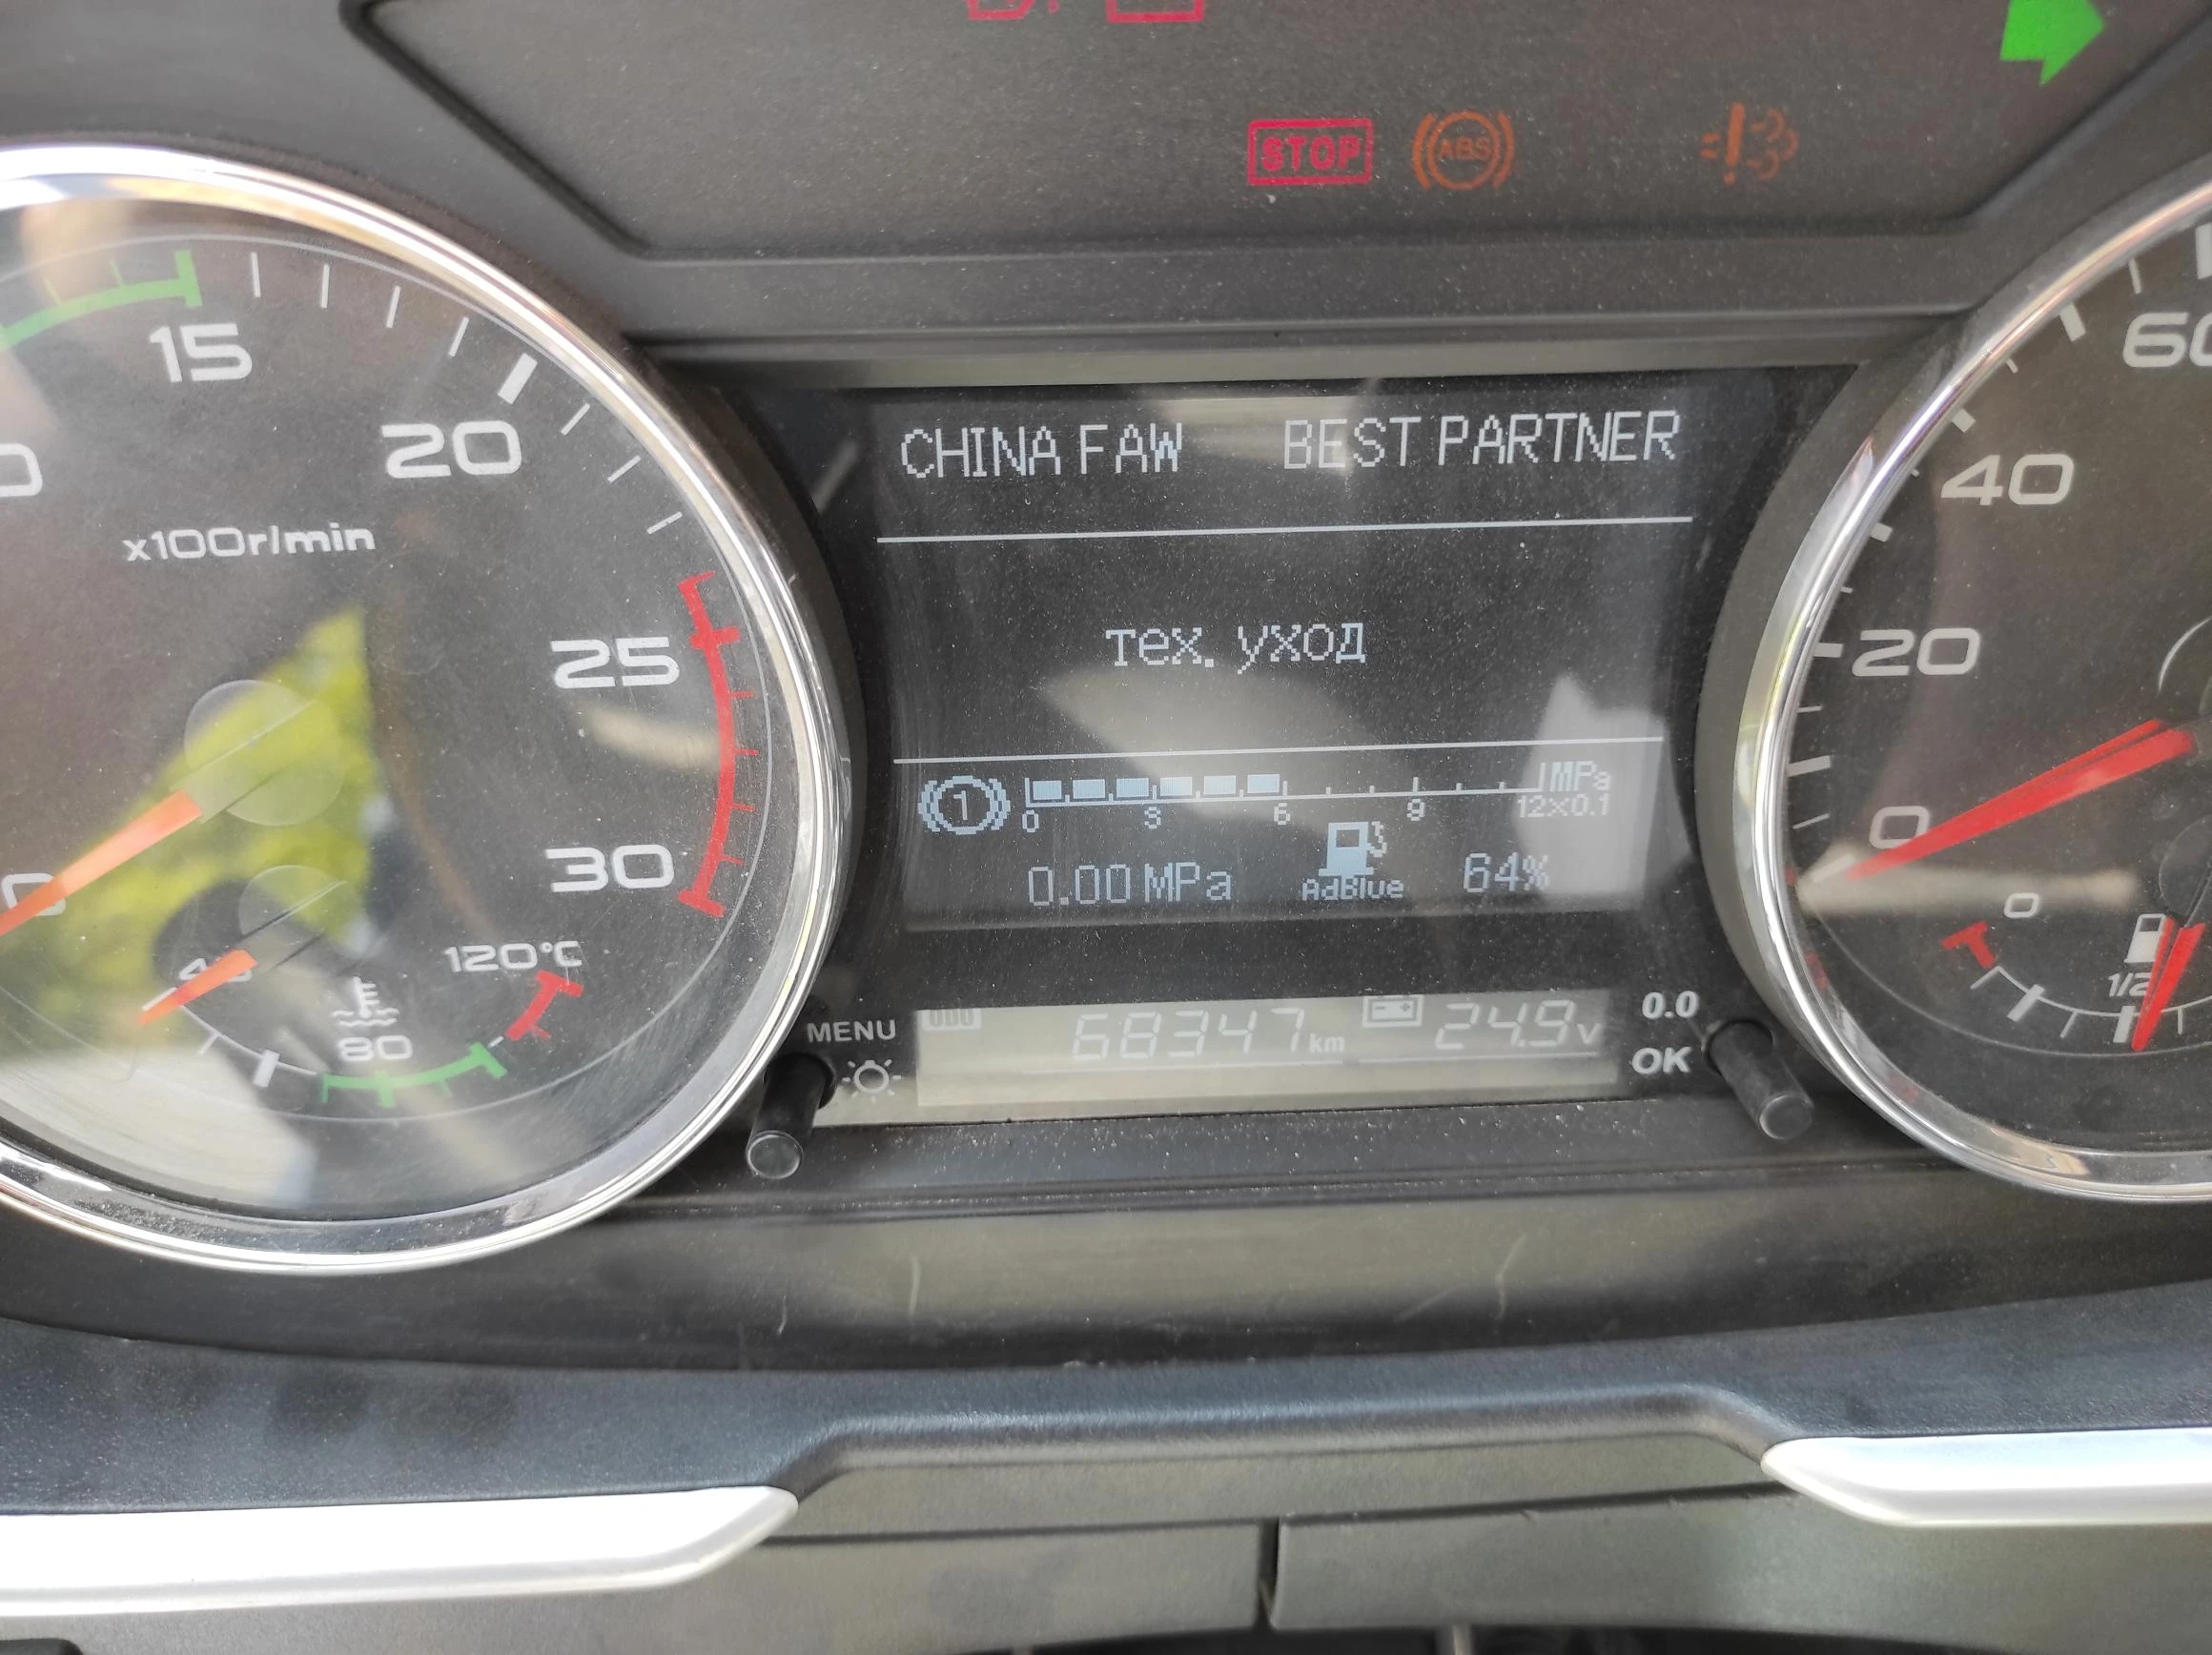 STOP ABS
15
20
x100r/min
25
30
120°C
80
CHINA FAW BEST PARTNER
тех. уход
1 0 3 6 9 12x0.1 MPa
0.00 MPa AdBlue 64%
MENU 68347 km 24.9 v 0.0
OK
60
40
20
0
0
1/2